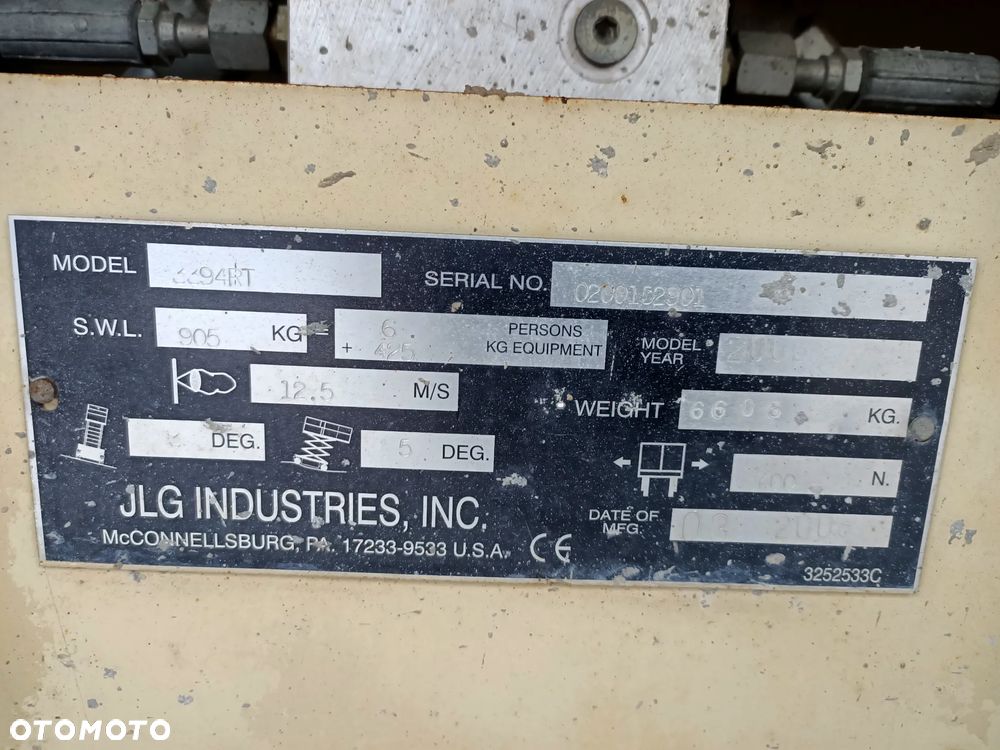 MODEL 3394RT
SERIAL NO. 0200152901
S.W.L. 905 KG = 6 PERSONS
+ 425 KG EQUIPMENT
MODEL YEAR
12.5 M/S
WEIGHT KG.
DEG. 5 DEG.
N.
JLG INDUSTRIES, INC.
McCONNELLSBURG, PA. 17233-9533 U.S.A. CE
DATE OF MFG.
3252533C
OTOMOTO